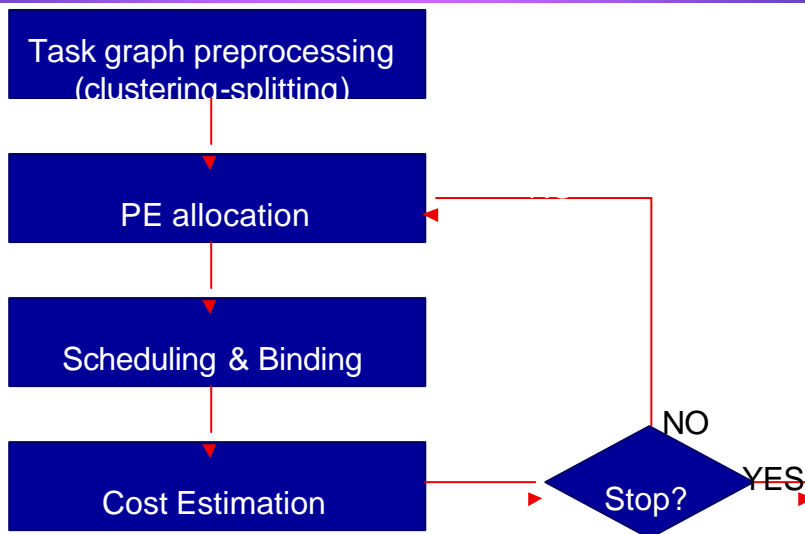 Task graph preprocessing
(clustering-splitting)
PE allocation
Scheduling & Binding
NO
Cost Estimation
Stop?
YES